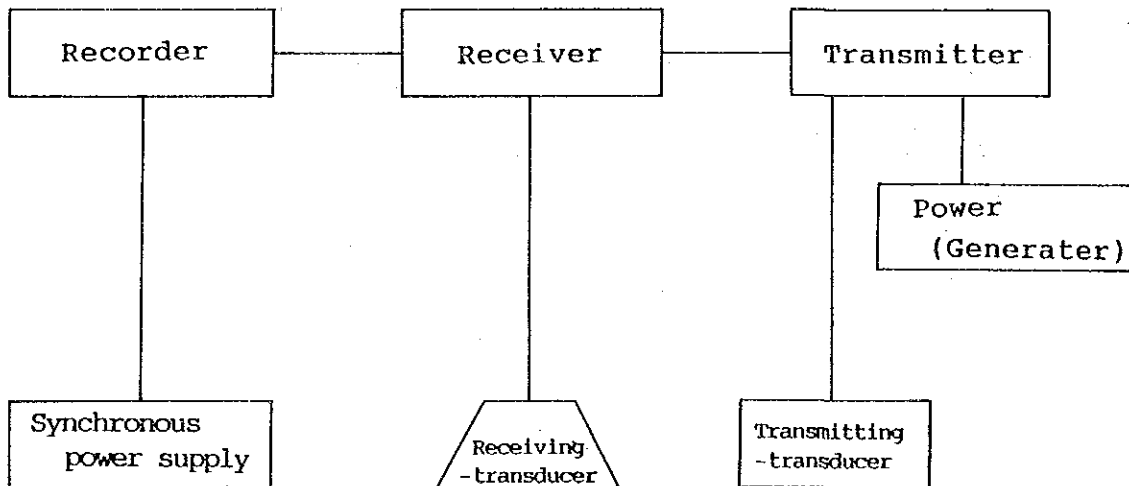 Recorder
Receiver
Transmitter
Power
(Generater)
Synchronous
power supply
Receiving
-transducer
Transmitting
-transducer